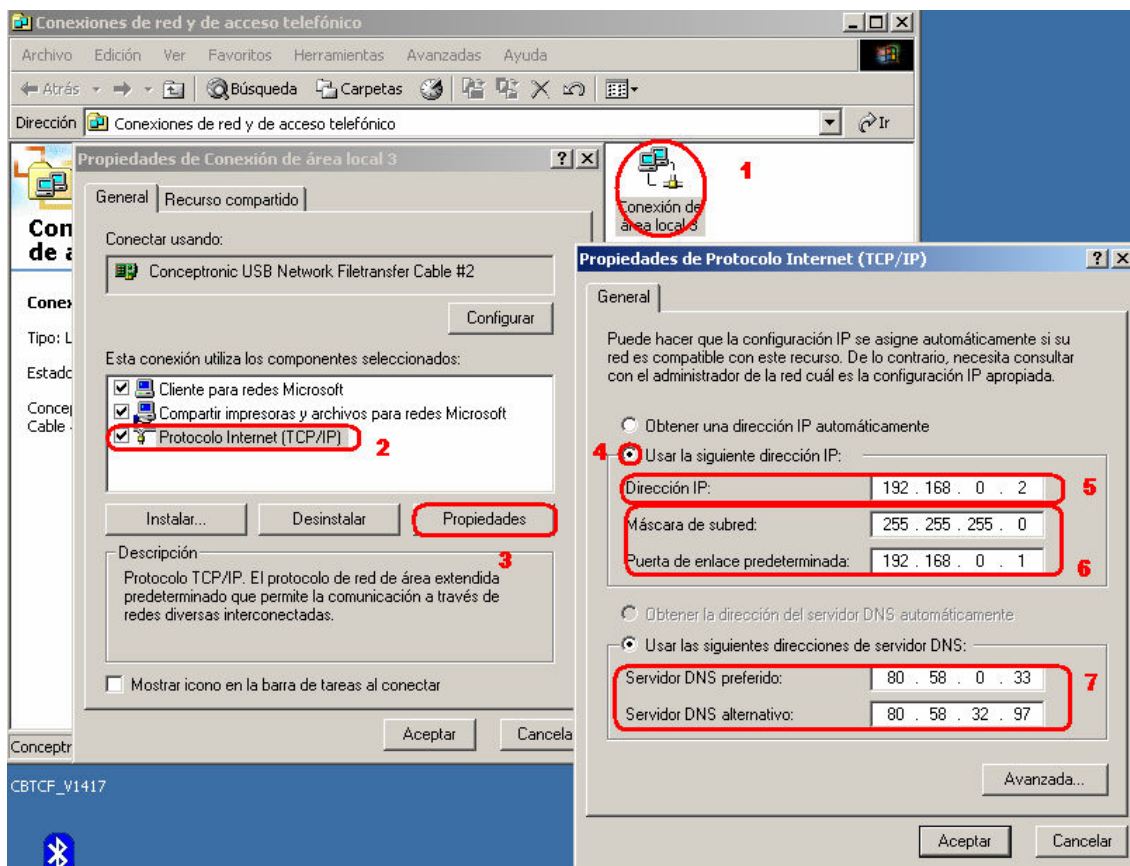 Conexiones de red y de acceso telefónico
Archivo Edición Ver Favoritos Herramientas Avanzadas Ayuda
Atrás Búsqueda Carpetas
Dirección Conexiones de red y de acceso telefónico Ir
Propiedades de Conexión de área local 3
General Recurso compartido
Conectar usando:
Conceptronic USB Network Filetransfer Cable #2
Configurar
Esta conexión utiliza los componentes seleccionados:
Cliente para redes Microsoft
Compartir impresoras y archivos para redes Microsoft
Protocolo Internet (TCP/IP)
2
Instalar... Desinstalar Propiedades
3
Descripción
Protocolo TCP/IP. El protocolo de red de área extendida
predeterminado que permite la comunicación a través de
redes diversas interconectadas.
Mostrar icono en la barra de tareas al conectar
Aceptar Cancela
Con
de á
Conex
Tipo: L
Estado
Concep
Cable
Conceptr
1
Conexión de
área local 3
Propiedades de Protocolo Internet (TCP/IP)
General
Puede hacer que la configuración IP se asigne automáticamente si su
red es compatible con este recurso. De lo contrario, necesita consultar
con el administrador de la red cuál es la configuración IP apropiada.
Obtener una dirección IP automáticamente
4 Usar la siguiente dirección IP:
Dirección IP: 192 . 168 . 0 . 2 5
Máscara de subred: 255 . 255 . 255 . 0
Puerta de enlace predeterminada: 192 . 168 . 0 . 1 6
Obtener la dirección del servidor DNS automáticamente
Usar las siguientes direcciones de servidor DNS:
Servidor DNS preferido: 80 . 58 . 0 . 33 7
Servidor DNS alternativo: 80 . 58 . 32 . 97
Avanzada...
Aceptar Cancelar
CBTCF_V1417